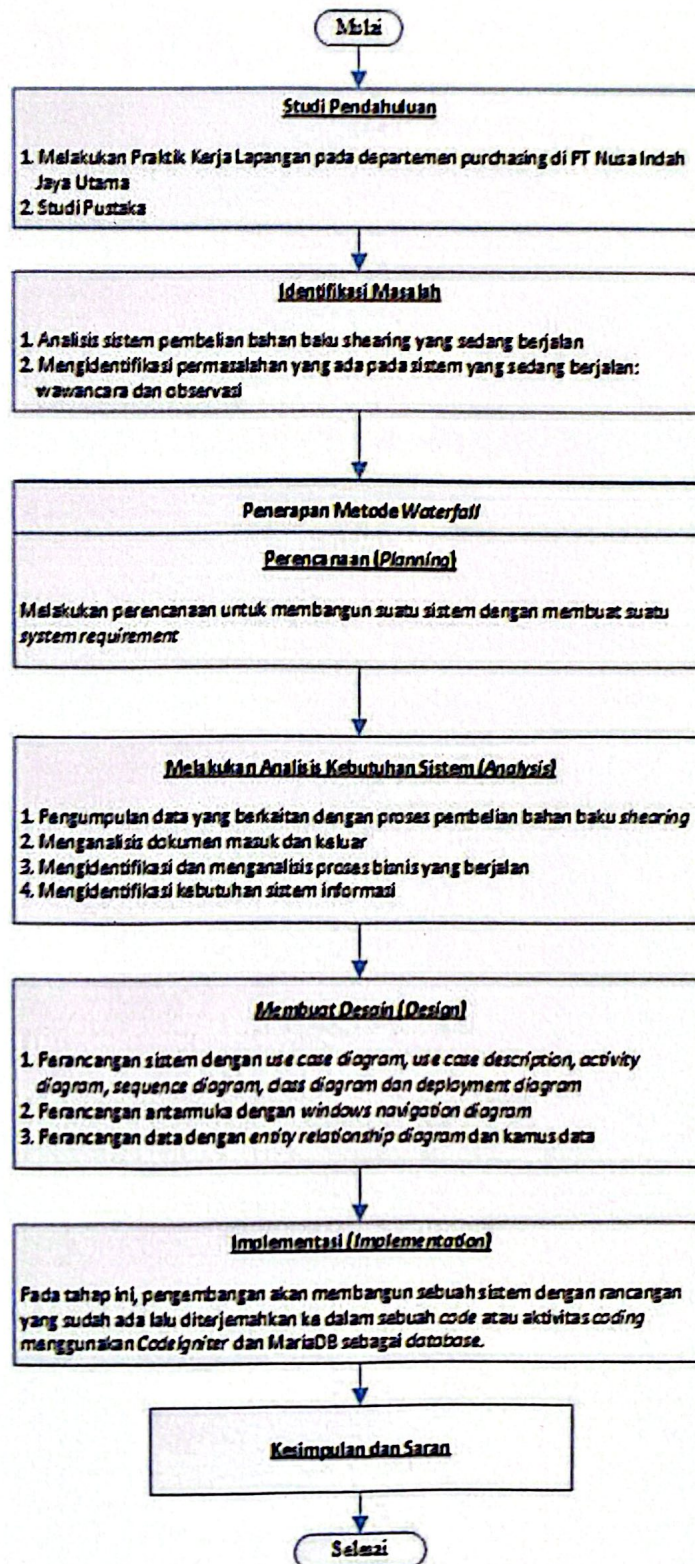 Mulai
Studi Pendahuluan
1. Melakukan Praktik Kerja Lapangan pada departemen purchasing di PT Nusa Indah
Jaya Utama
2. Studi Pustaka
Identifikasi Masalah
1. Analisis sistem pembelian bahan baku shearing yang sedang berjalan
2. Mengidentifikasi permasalahan yang ada pada sistem yang sedang berjalan:
wawancara dan observasi
Penerapan Metode Waterfall
Perencanaan (Planning)
Melakukan perencanaan untuk membangun suatu sistem dengan membuat suatu
system requirement
Melakukan Analisis Kebutuhan Sistem (Analysis)
1. Pengumpulan data yang berkaitan dengan proses pembelian bahan baku shearing
2. Menganalisis dokumen masuk dan keluar
3. Mengidentifikasi dan menganalisis proses bisnis yang berjalan
4. Mengidentifikasi kebutuhan sistem informasi
Membuat Desain (Design)
1. Perancangan sistem dengan use case diagram, use case description, activity
diagram, sequence diagram, class diagram dan deployment diagram
2. Perancangan antarmuka dengan windows navigation diagram
3. Perancangan data dengan entity relationship diagram dan kamus data
Implementasi (Implementation)
Pada tahap ini, pengembangan akan membangun sebuah sistem dengan rancangan
yang sudah ada lalu diterjemahkan ke dalam sebuah code atau aktivitas coding
menggunakan CodeIgniter dan MariaDB sebagai database.
Kesimpulan dan Saran
Selesai